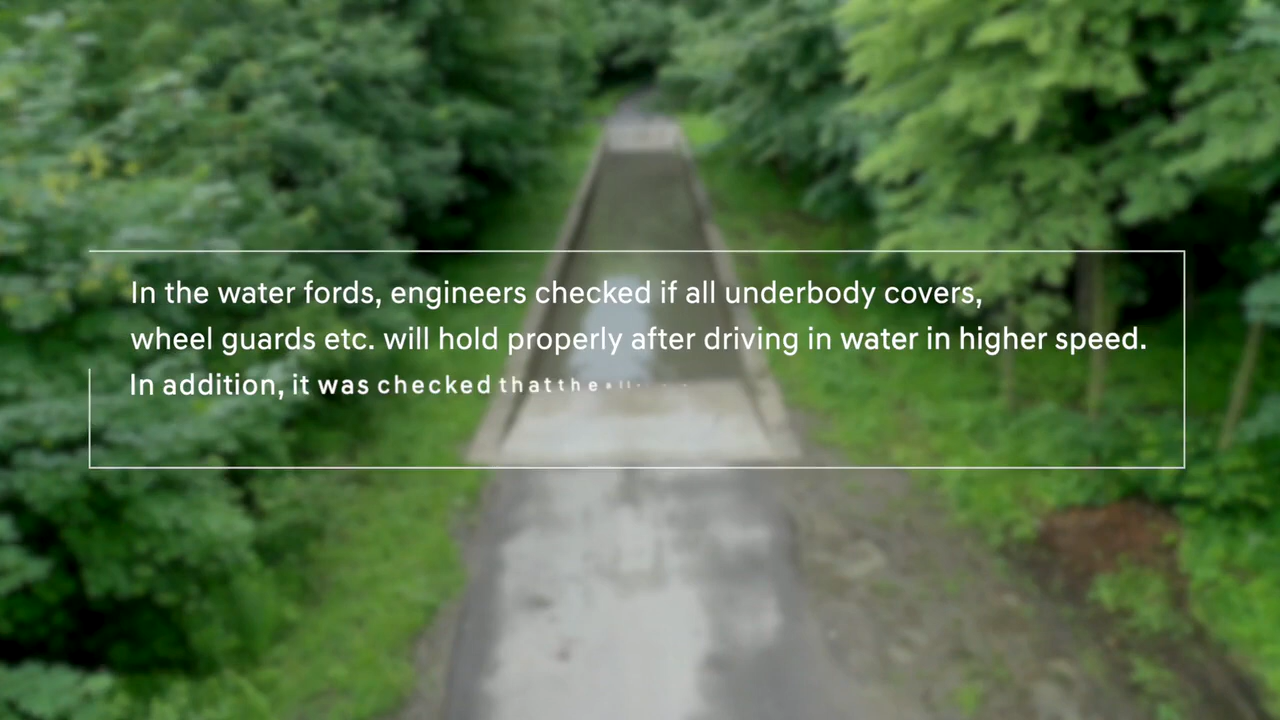 In the water fords, engineers checked if all underbody covers,
wheel guards etc. will hold properly after driving in water in higher speed.
In addition, it was checked that the